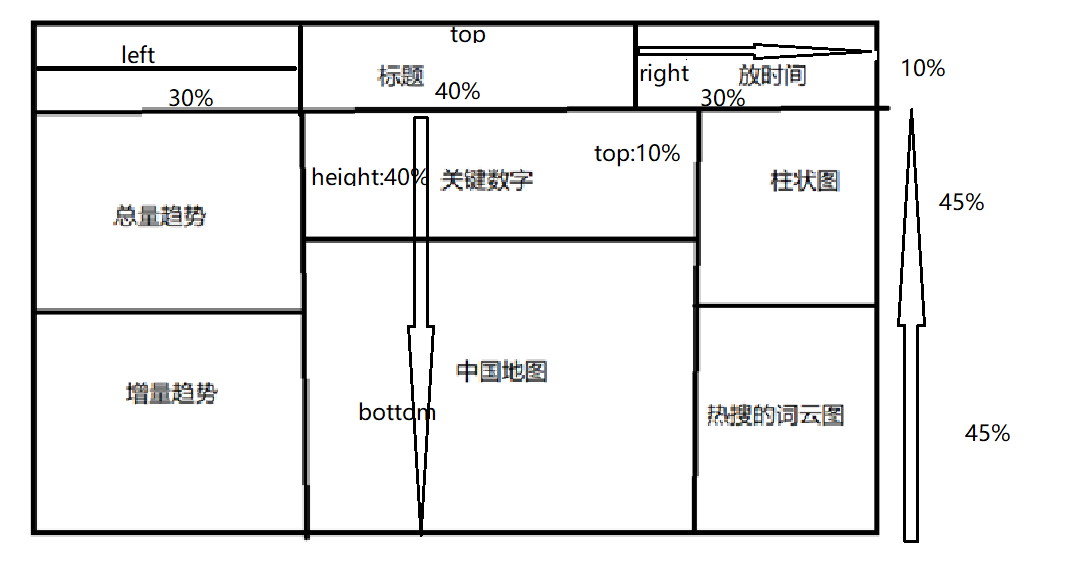 top
left
标题
right
放时间
10%
30%
40%
30%
height:40%
关键数字
top:10%
柱状图
45%
总量趋势
中国地图
增量趋势
bottom
热搜的词云图
45%